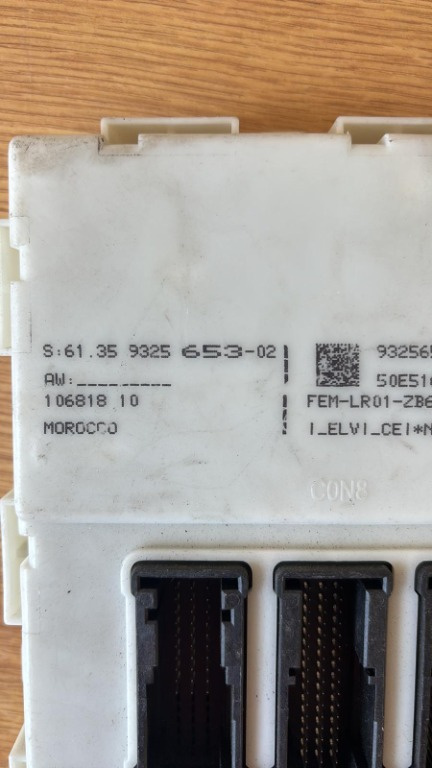 S:61.35 9325 653-02
AW:_________
106818 10
MOROCCO
932565
50E51
FEM-LR01-ZB6
I_ELVI_CEI*N
CON8